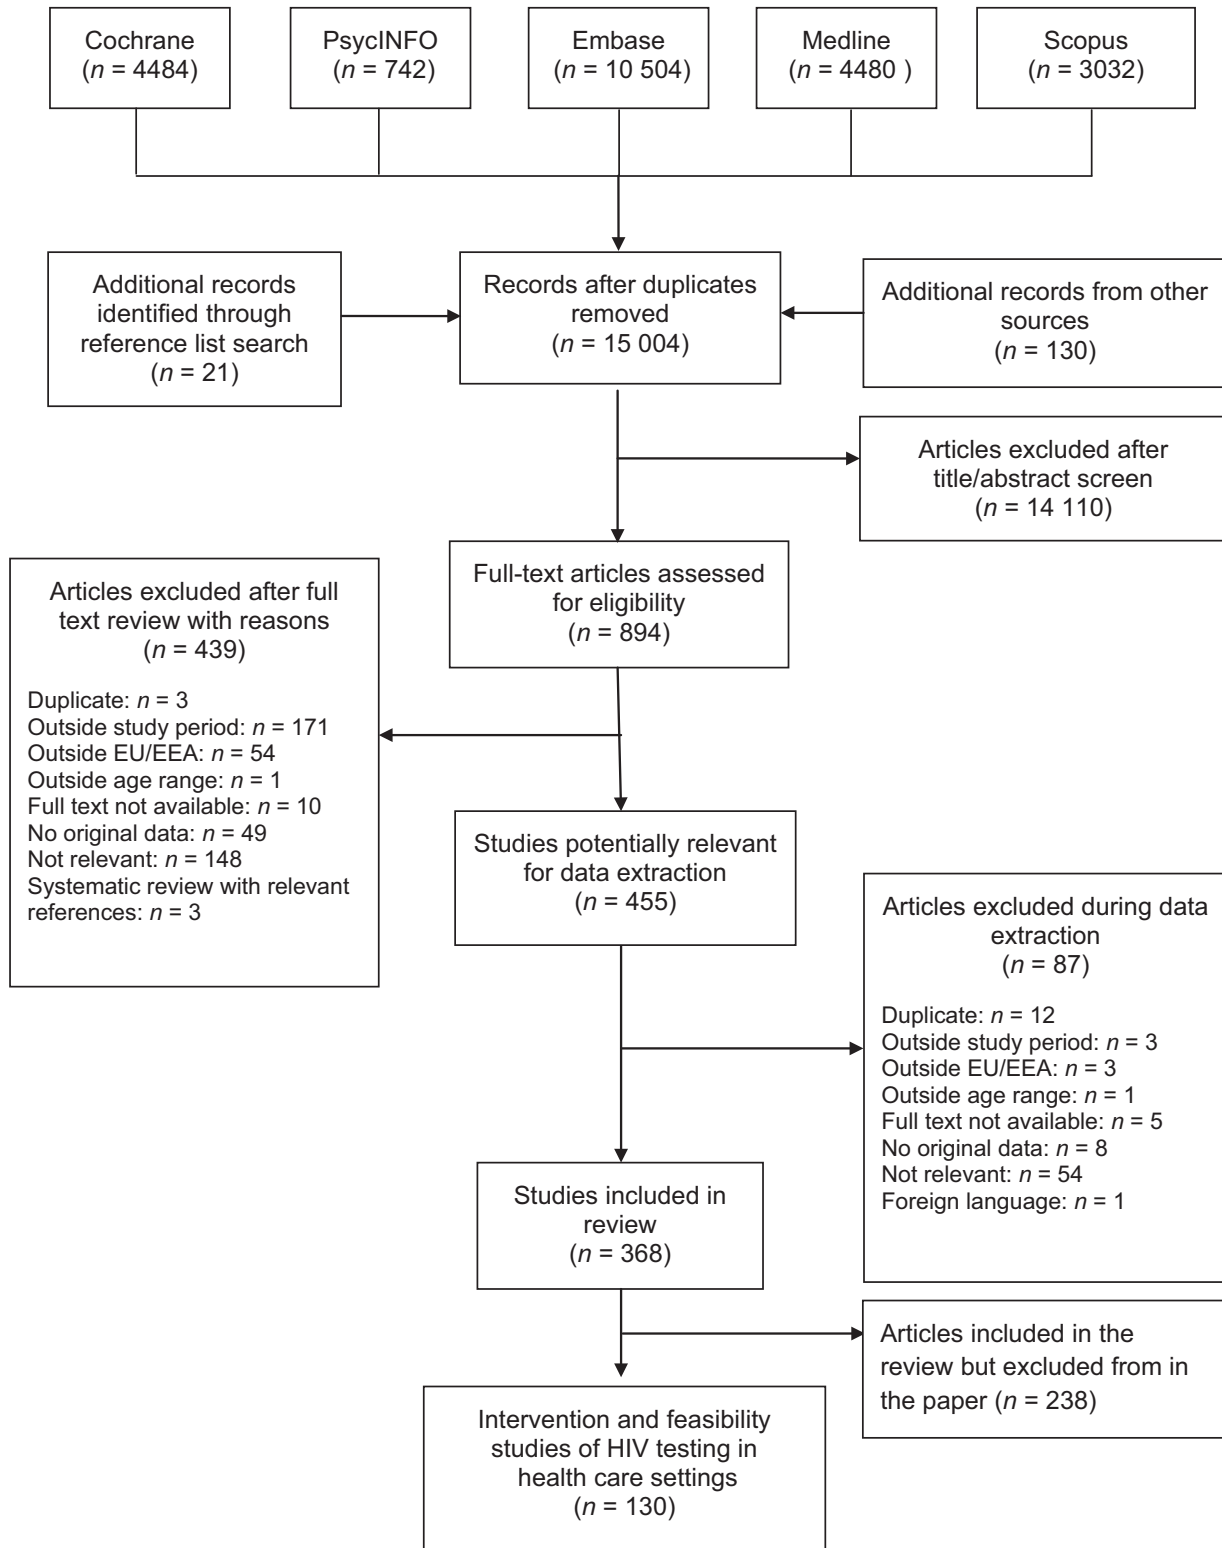 Cochrane
(n = 4484)
PsycINFO
(n = 742)
Embase
(n = 10 504)
Medline
(n = 4480 )
Scopus
(n = 3032)
Additional records
identified through
reference list search
(n = 21)
Records after duplicates
removed
(n = 15 004)
Additional records from other
sources
(n = 130)
Articles excluded after
title/abstract screen
(n = 14 110)
Full-text articles assessed
for eligibility
(n = 894)
Articles excluded after full
text review with reasons
(n = 439)
Duplicate: n = 3
Outside study period: n = 171
Outside EU/EEA: n = 54
Outside age range: n = 1
Full text not available: n = 10
No original data: n = 49
Not relevant: n = 148
Systematic review with relevant
references: n = 3
Studies potentially relevant
for data extraction
(n = 455)
Articles excluded during data
extraction
(n = 87)
Duplicate: n = 12
Outside study period: n = 3
Outside EU/EEA: n = 3
Outside age range: n = 1
Full text not available: n = 5
No original data: n = 8
Not relevant: n = 54
Foreign language: n = 1
Studies included in
review
(n = 368)
Articles included in the
review but excluded from in
the paper (n = 238)
Intervention and feasibility
studies of HIV testing in
health care settings
(n = 130)